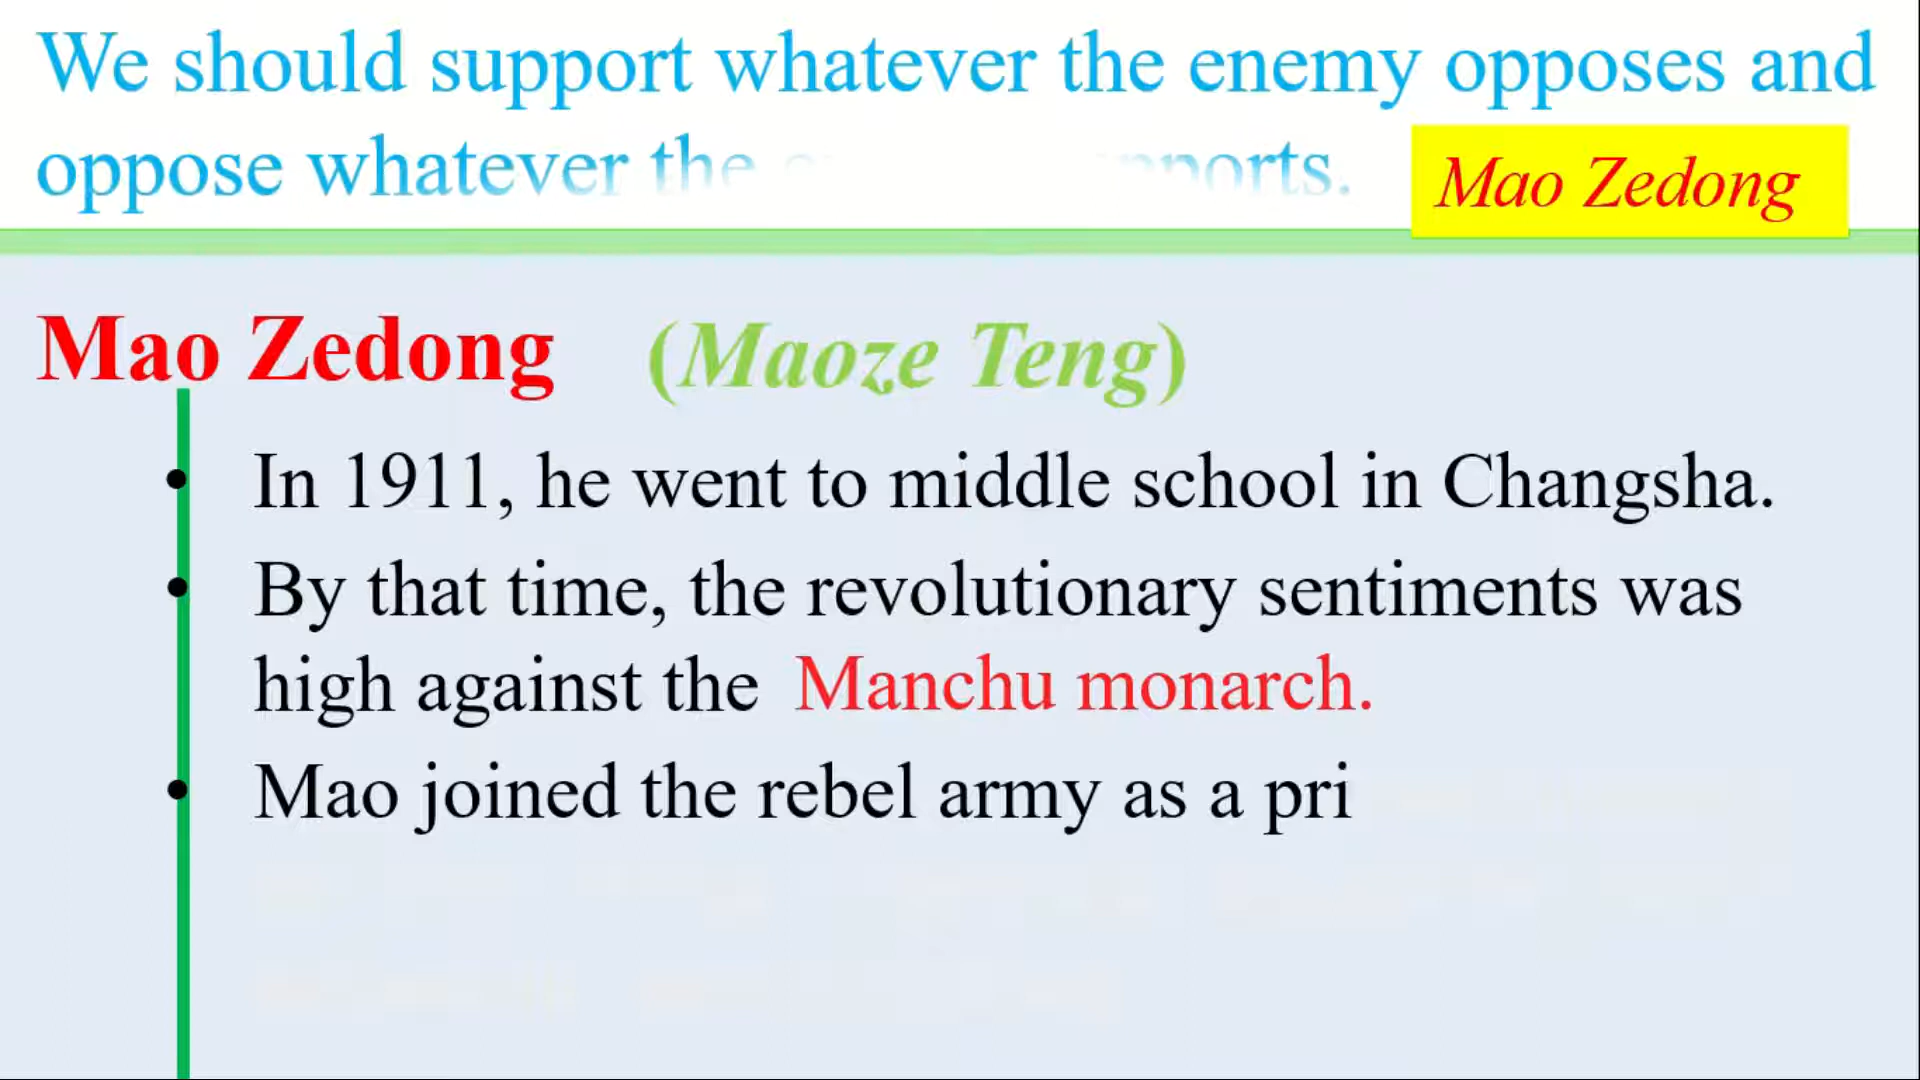 We should support whatever the enemy opposes and
oppose whatever the
Mao Zedong
Mao Zedong (Maoze Teng)
• In 1911, he went to middle school in Changsha.
• By that time, the revolutionary sentiments was
high against the Manchu monarch.
• Mao joined the rebel army as a pri